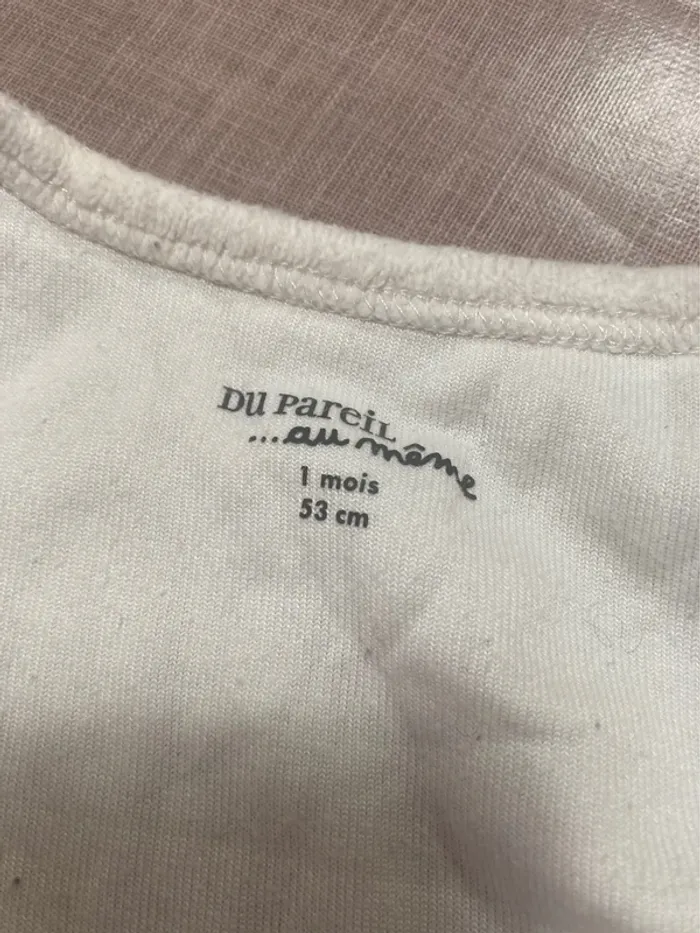 DU PareiL
...au même
1 mois
53 cm